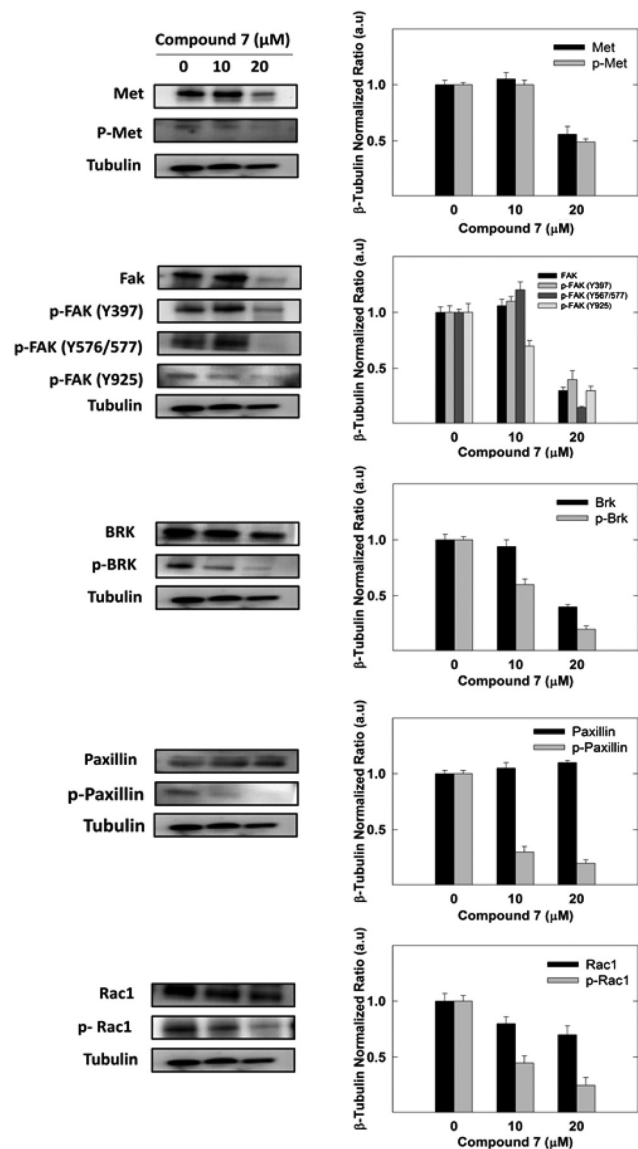 Compound 7 (µM)
0 10 20
Met
P-Met
Tubulin
β-Tubulin Normalized Ratio (a.u)
1.0
0.5
Met
p-Met
0 10 20
Compound 7 (µM)
Fak
p-FAK (Y397)
p-FAK (Y576/577)
p-FAK (Y925)
Tubulin
β-Tubulin Normalized Ratio (a.u)
1.0
0.5
FAK
p-FAK (Y397)
p-FAK (Y567/577)
p-FAK (Y925)
0 10 20
Compound 7 (µM)
BRK
p-BRK
Tubulin
β-Tubulin Normalized Ratio (a.u)
1.0
0.5
Brk
p-Brk
0 10 20
Compound 7 (µM)
Paxillin
p-Paxillin
Tubulin
β-Tubulin Normalized Ratio (a.u)
1.0
0.5
Paxillin
p-Paxillin
0 10 20
Compound 7 (µM)
Rac1
p- Rac1
Tubulin
β-Tubulin Normalized Ratio (a.u)
1.0
0.5
Rac1
p-Rac1
0 10 20
Compound 7 (µM)